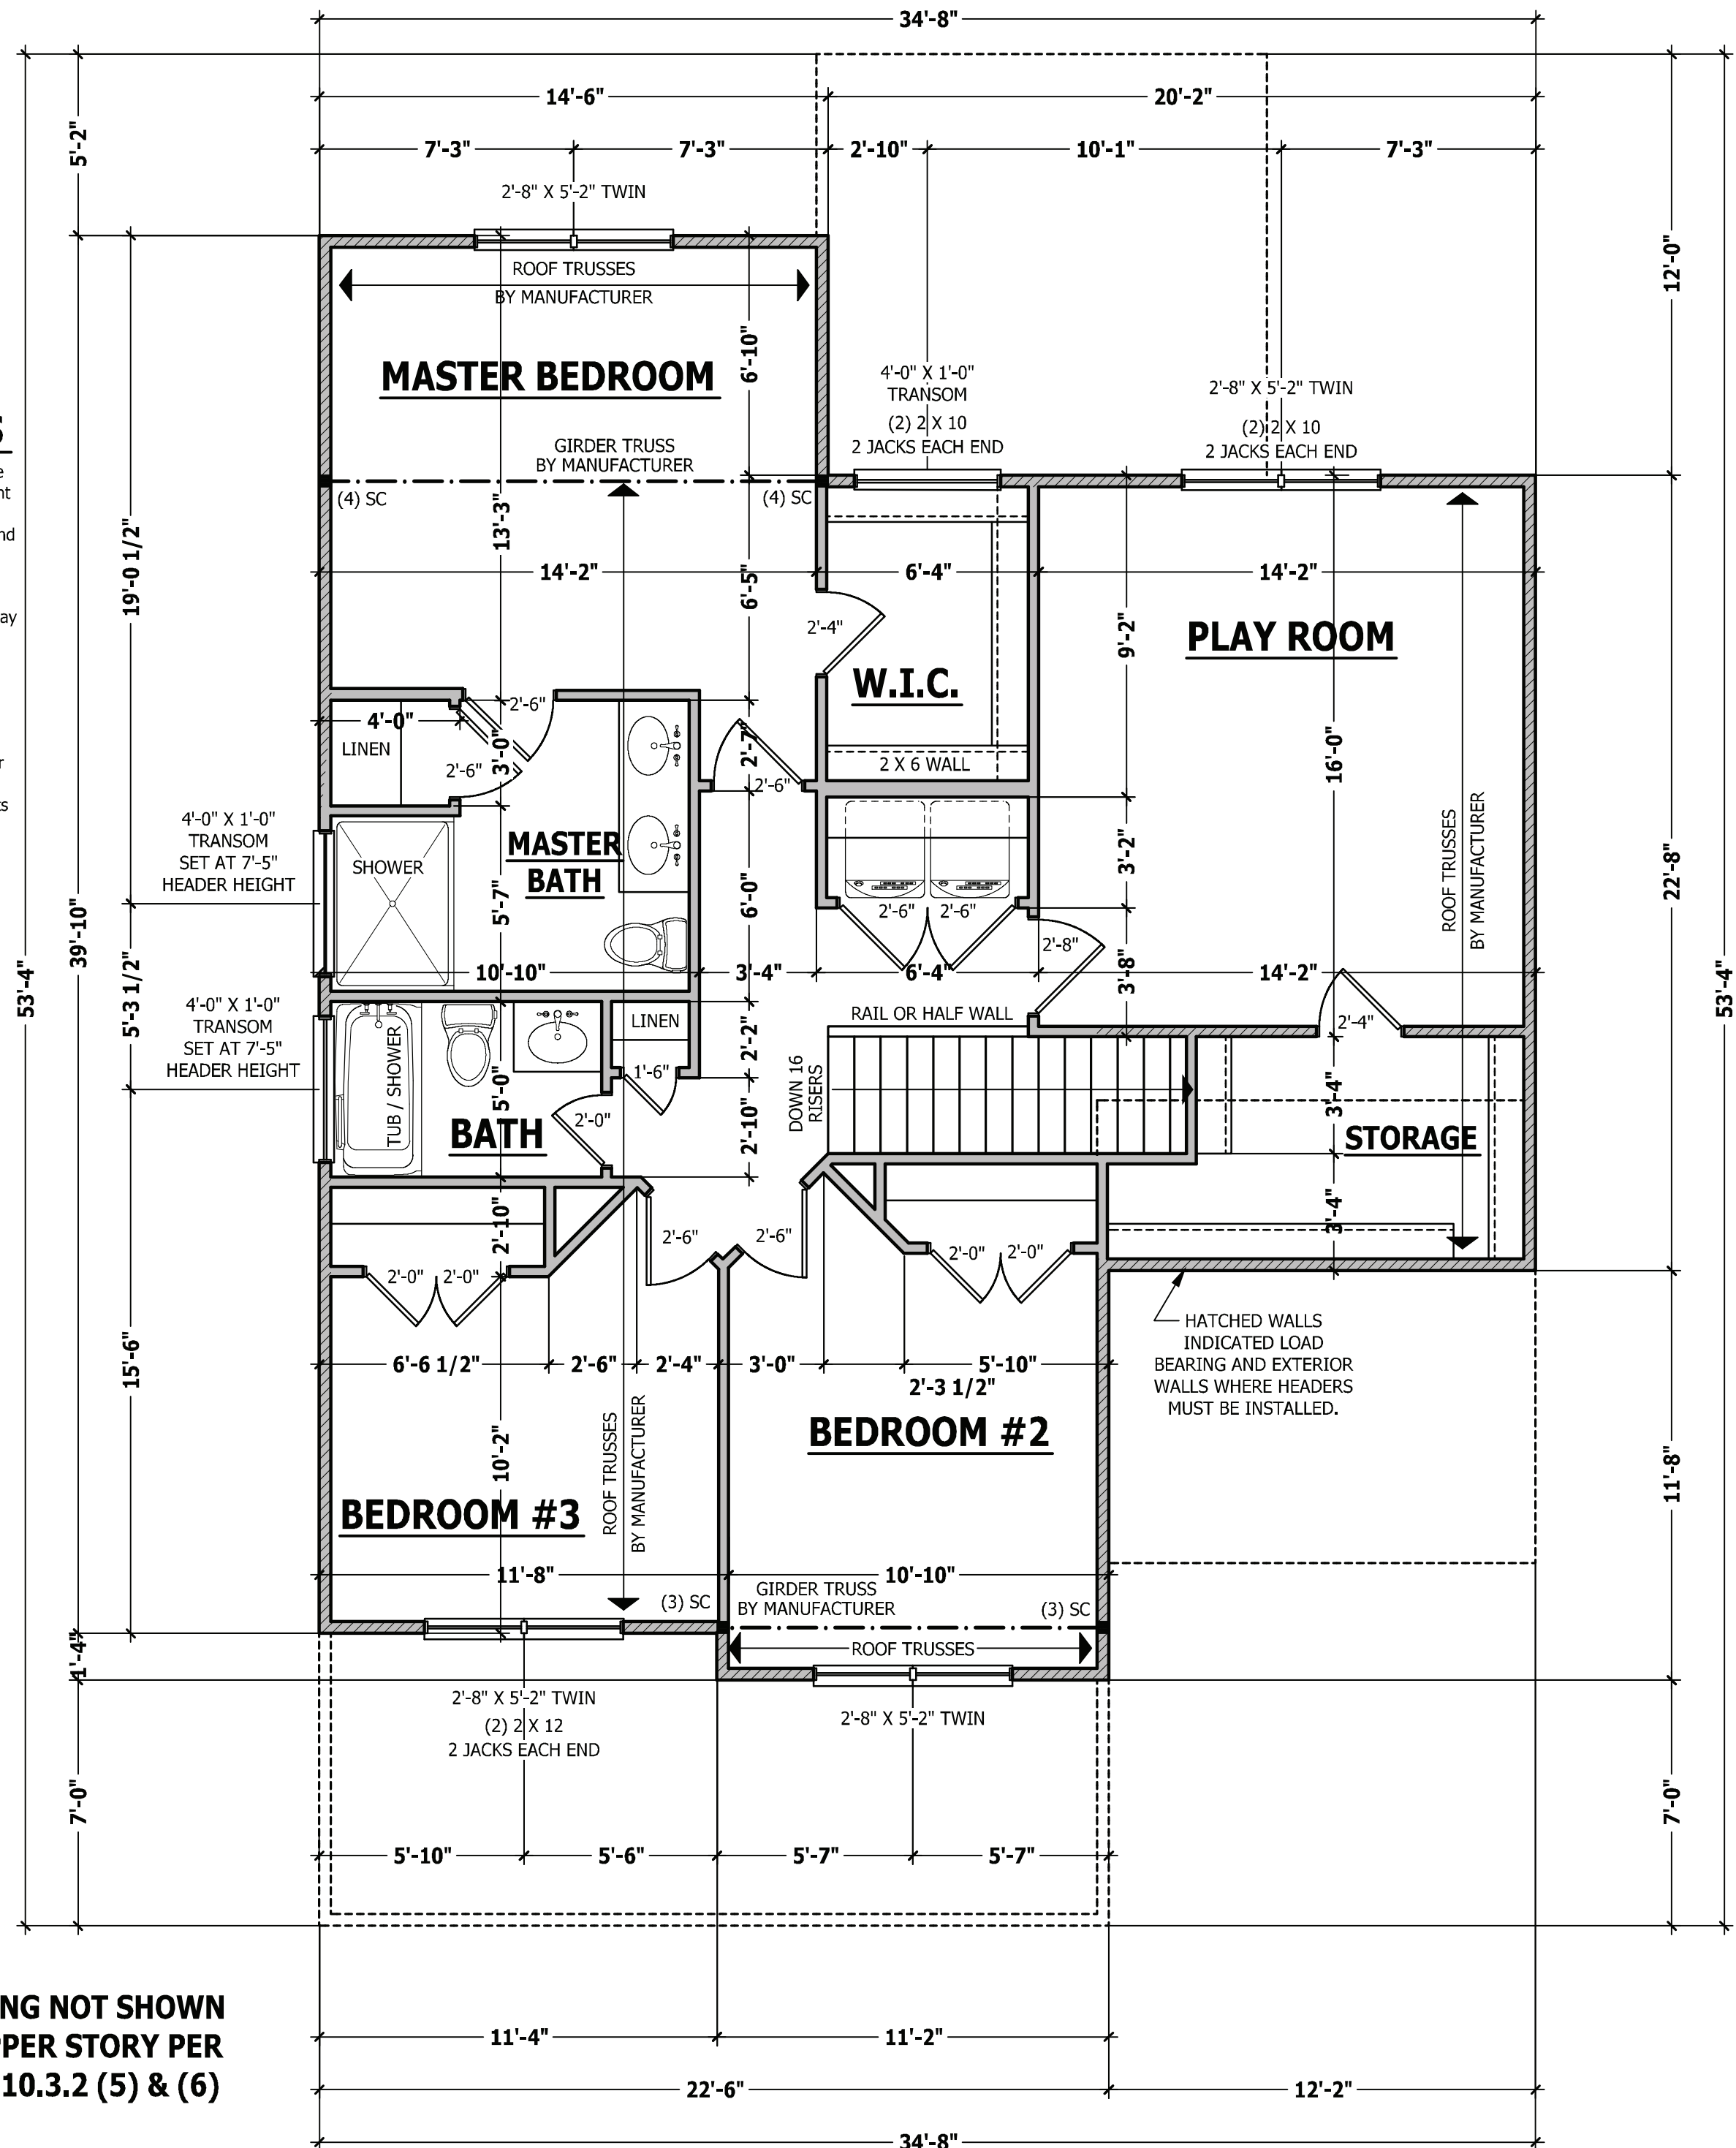 34'-8"
14'-6"
20'-2"
7'-3"
7'-3"
2'-10"
10'-1"
7'-3"
5'-2"
12'-0"
2'-8" X 5'-2" TWIN
ROOF TRUSSES
BY MANUFACTURER
MASTER BEDROOM
6'-10"
4'-0" X 1'-0"
TRANSOM
(2) 2 X 10
2 JACKS EACH END
2'-8" X 5'-2" TWIN
(2) 2 X 10
2 JACKS EACH END
GIRDER TRUSS
BY MANUFACTURER
(4) SC
(4) SC
e
nt
nd
ay
r
ts
19'-0 1/2"
13'-3"
14'-2"
6'-5"
6'-4"
14'-2"
2'-4"
9'-2"
PLAY ROOM
W.I.C.
2'-6"
4'-0"
LINEN
2'-6"
3'-0"
2'-7"
2'-6"
2 X 6 WALL
16'-0"
ROOF TRUSSES
BY MANUFACTURER
4'-0" X 1'-0"
TRANSOM
SET AT 7'-5"
HEADER HEIGHT
SHOWER
MASTER
BATH
3'-2"
22'-8"
39'-10"
53'-4"
53'-4"
5'-7"
6'-0"
2'-6"
2'-6"
2'-8"
10'-10"
3'-4"
6'-4"
3'-8"
14'-2"
5'-3 1/2"
4'-0" X 1'-0"
TRANSOM
SET AT 7'-5"
HEADER HEIGHT
TUB / SHOWER
LINEN
RAIL OR HALF WALL
2'-4"
2'-2"
1'-6"
5'-0"
DOWN 16
RISERS
2'-0"
BATH
2'-10"
3'-4"
STORAGE
3'-4"
2'-10"
2'-6"
2'-6"
2'-0"
2'-0"
2'-0"
2'-0"
HATCHED WALLS
INDICATED LOAD
BEARING AND EXTERIOR
WALLS WHERE HEADERS
MUST BE INSTALLED.
15'-6"
6'-6 1/2"
2'-6"
2'-4"
3'-0"
5'-10"
2'-3 1/2"
BEDROOM #2
10'-2"
ROOF TRUSSES
BY MANUFACTURER
11'-8"
BEDROOM #3
11'-8"
10'-10"
(3) SC
GIRDER TRUSS
BY MANUFACTURER
(3) SC
ROOF TRUSSES
1'-4"
2'-8" X 5'-2" TWIN
(2) 2 X 12
2 JACKS EACH END
2'-8" X 5'-2" TWIN
7'-0"
7'-0"
5'-10"
5'-6"
5'-7"
5'-7"
NG NOT SHOWN
PER STORY PER
10.3.2 (5) & (6)
11'-4"
11'-2"
22'-6"
12'-2"
34'-8"